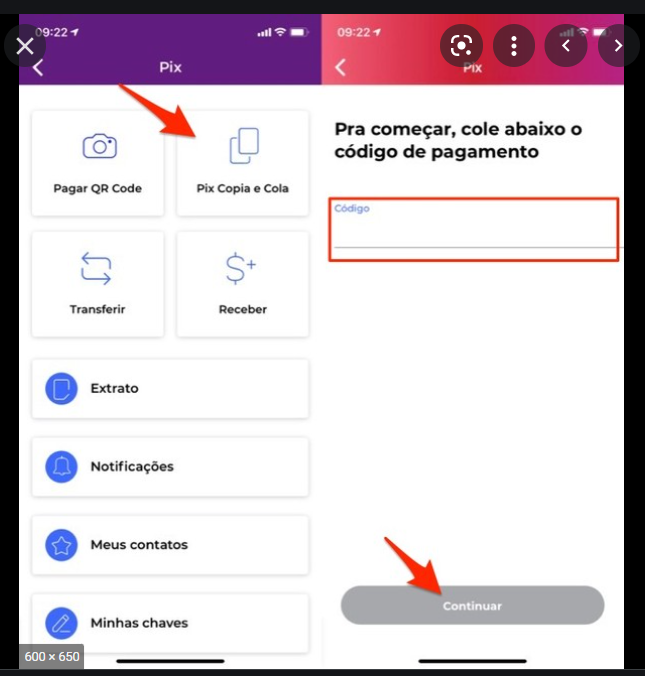 09:22
Pix
Pagar QR Code
Pix Copia e Cola
Transferir
Receber
Extrato
Notificações
Meus contatos
Minhas chaves
600 × 650
09:22
Pix
Pra começar, cole abaixo o
código de pagamento
Código
Continuar